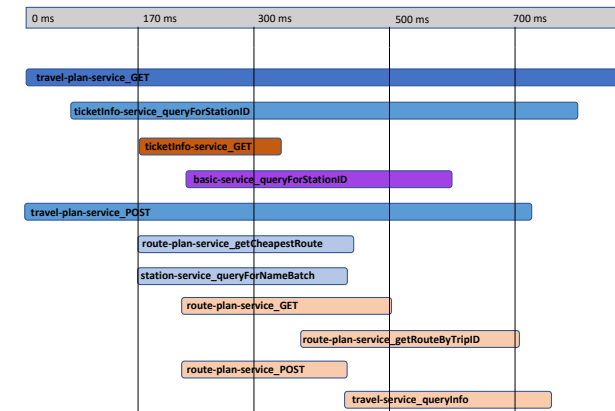 0 ms 170 ms 300 ms 500 ms 700 ms
travel-plan-service_GET
ticketInfo-service_queryForStationID
ticketInfo-service_GET
basic-service_queryForStationID
travel-plan-service_POST
route-plan-service_getCheapestRoute
station-service_queryForNameBatch
route-plan-service_GET
route-plan-service_getRouteByTripID
route-plan-service_POST
travel-service_queryInfo